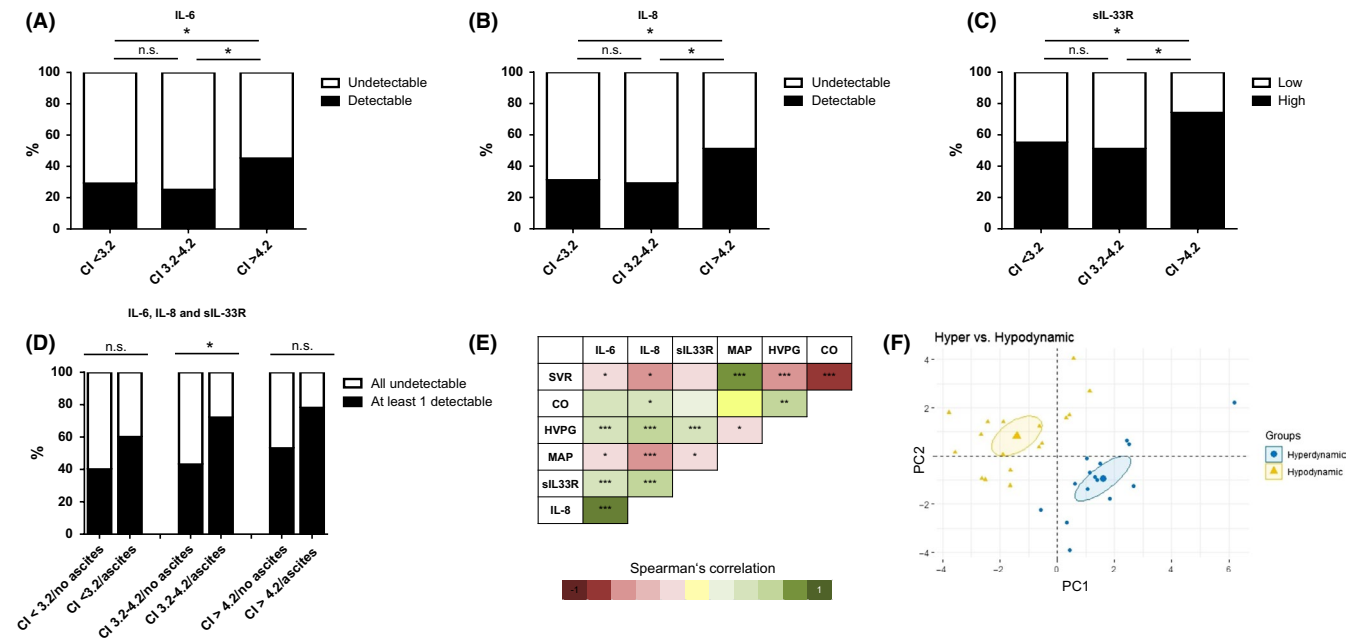 (A)
IL-6
*
n.s.
*
100
80
60
40
20
0
%
CI <3.2
CI 3.2-4.2
CI >4.2
Undetectable
Detectable
(B)
IL-8
*
n.s.
*
100
80
60
40
20
0
%
CI <3.2
CI 3.2-4.2
CI >4.2
Undetectable
Detectable
(C)
sIL-33R
*
n.s.
*
100
80
60
40
20
0
%
CI <3.2
CI 3.2-4.2
CI >4.2
Low
High
(D)
IL-6, IL-8 and sIL-33R
n.s.
*
n.s.
100
80
60
40
20
0
%
CI < 3.2/no ascites
CI <3.2/ascites
CI 3.2-4.2/no ascites
CI 3.2-4.2/ascites
CI > 4.2/no ascites
CI > 4.2/ascites
All undetectable
At least 1 detectable
(E)
IL-6 IL-8 sIL33R MAP HVPG CO
SVR * * *** *** ***
CO * **
HVPG *** *** *** *
MAP * *** *
sIL33R *** ***
IL-8 ***
Spearman‘s correlation
-1 1
(F)
Hyper vs. Hypodynamic
4
2
0
−2
−4
PC2
−4 −2 0 2 4 6
PC1
Groups
Hyperdynamic
Hypodynamic